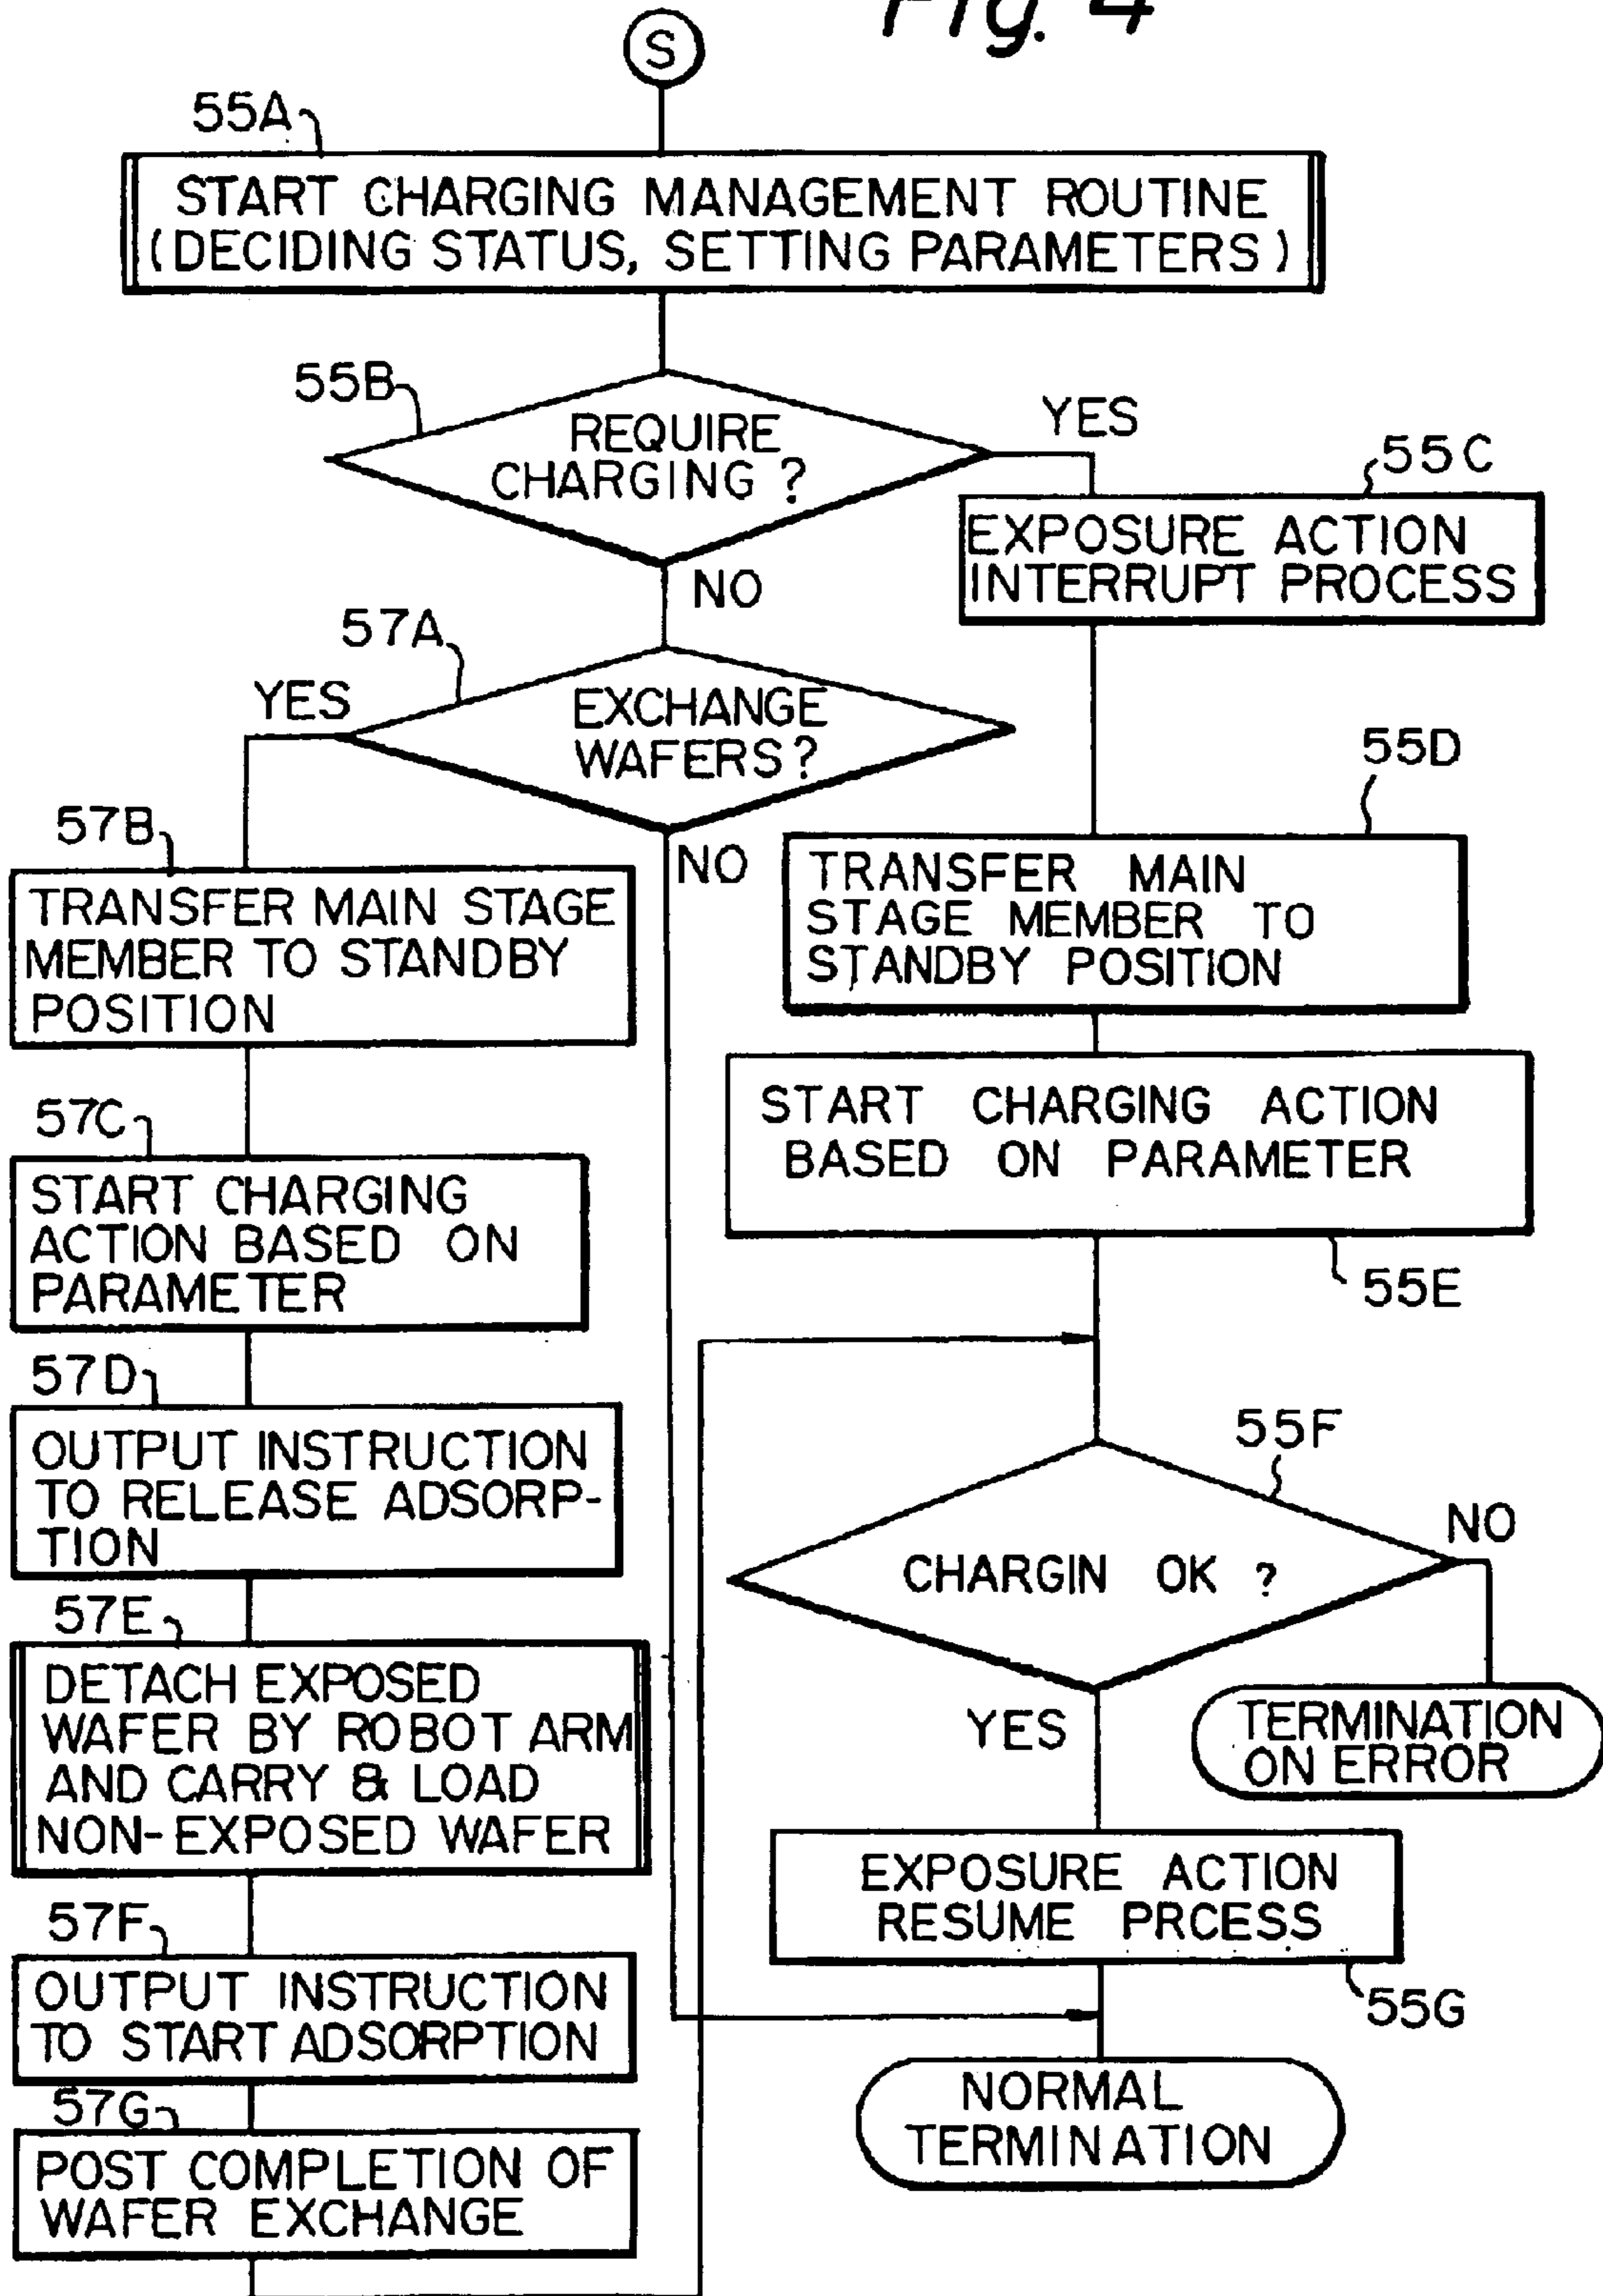 Fig. 4
S
55A
START CHARGING MANAGEMENT ROUTINE
(DECIDING STATUS, SETTING PARAMETERS)
55B
REQUIRE
CHARGING ?
YES
NO
55C
EXPOSURE ACTION
INTERRUPT PROCESS
57A
YES
EXCHANGE
WAFERS?
NO
55D
TRANSFER MAIN
STAGE MEMBER TO
STANDBY POSITION
57B
TRANSFER MAIN STAGE
MEMBER TO STANDBY
POSITION
START CHARGING ACTION
BASED ON PARAMETER
55E
57C
START CHARGING
ACTION BASED ON
PARAMETER
57D
OUTPUT INSTRUCTION
TO RELEASE ADSORP-
TION
55F
CHARGIN OK ?
NO
YES
TERMINATION
ON ERROR
57E
DETACH EXPOSED
WAFER BY ROBOT ARM
AND CARRY & LOAD
NON-EXPOSED WAFER
EXPOSURE ACTION
RESUME PRCESS
55G
57F
OUTPUT INSTRUCTION
TO START ADSORPTION
57G
POST COMPLETION OF
WAFER EXCHANGE
NORMAL
TERMINATION